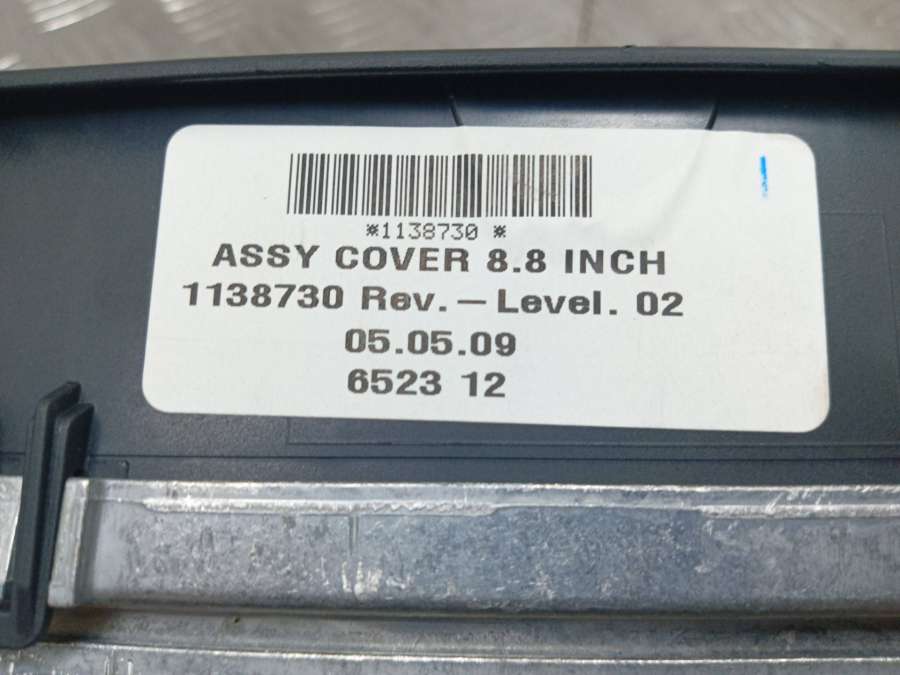 *1138730 *
ASSY COVER 8.8 INCH
1138730 Rev. – Level. 02
05.05.09
6523 12